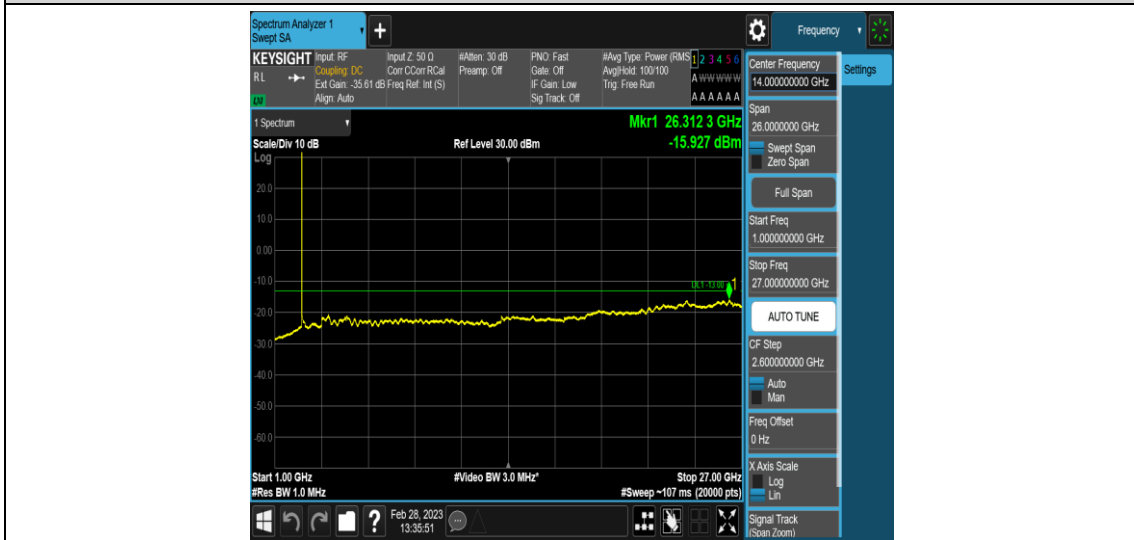 Spectrum Analyzer 1
Swept SA
+
Frequency
KEYSIGHT
RL
LXI
Input: RF
Coupling: DC
Ext Gain: -35.61 dB
Align: Auto
Input Z: 50 Ω
Corr CCorr RCal
Freq Ref: Int (S)
#Atten: 30 dB
Preamp: Off
PNO: Fast
Gate: Off
IF Gain: Low
Sig Track: Off
#Avg Type: Power (RMS
Avg|Hold: 100/100
Trig: Free Run
1 2 3 4 5 6
A W W W W W
A A A A A A
Center Frequency
14.000000000 GHz
Settings
Span
26.0000000 GHz
Swept Span
Zero Span
Full Span
Start Freq
1.000000000 GHz
Stop Freq
27.000000000 GHz
AUTO TUNE
CF Step
2.600000000 GHz
Auto
Man
Freq Offset
0 Hz
X Axis Scale
Log
Lin
Signal Track
(Span Zoom)
1 Spectrum
Mkr1 26.312 3 GHz
-15.927 dBm
Scale/Div 10 dB
Ref Level 30.00 dBm
Log
20.0
10.0
0.00
-10.0
-20.0
-30.0
-40.0
-50.0
-60.0
DL1 -13.00
1
Start 1.00 GHz
#Video BW 3.0 MHz*
Stop 27.00 GHz
#Res BW 1.0 MHz
#Sweep ~107 ms (20000 pts)
?
Feb 28, 2023
13:35:51